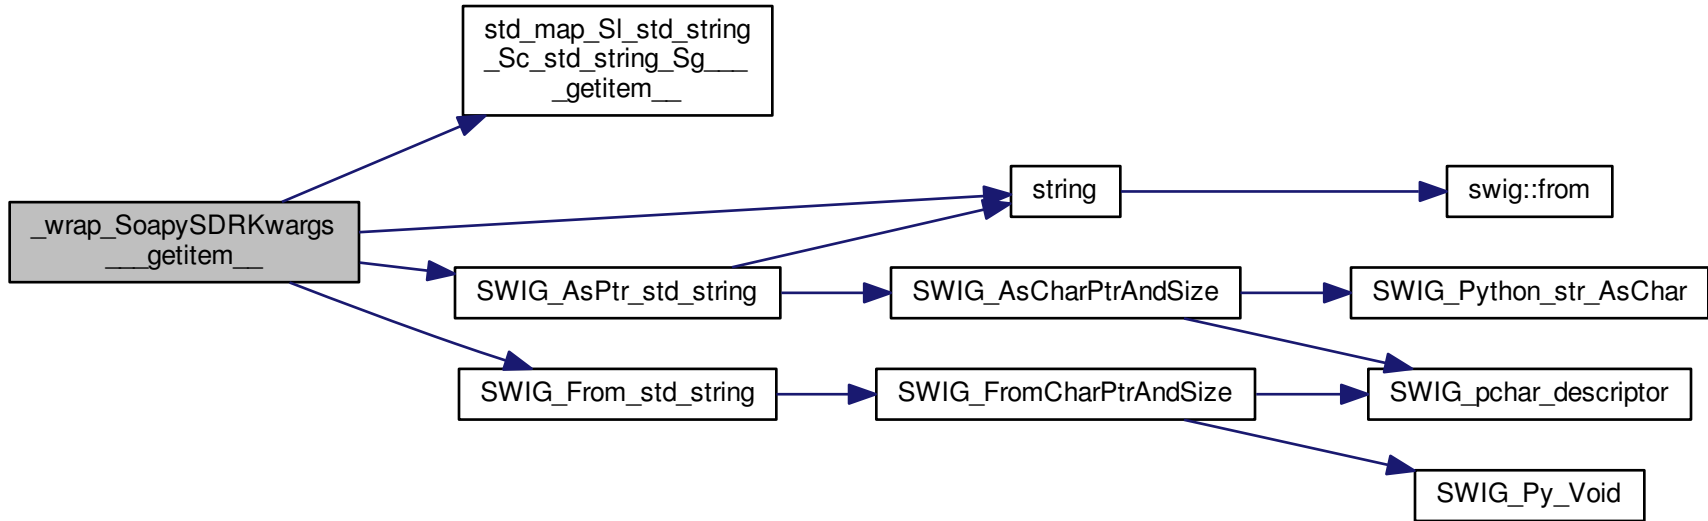 std_map_Sl_std_string
_Sc_std_string_Sg___
_getitem__
string
swig::from
_wrap_SoapySDRKwargs
___getitem__
SWIG_AsPtr_std_string
SWIG_AsCharPtrAndSize
SWIG_Python_str_AsChar
SWIG_From_std_string
SWIG_FromCharPtrAndSize
SWIG_pchar_descriptor
SWIG_Py_Void